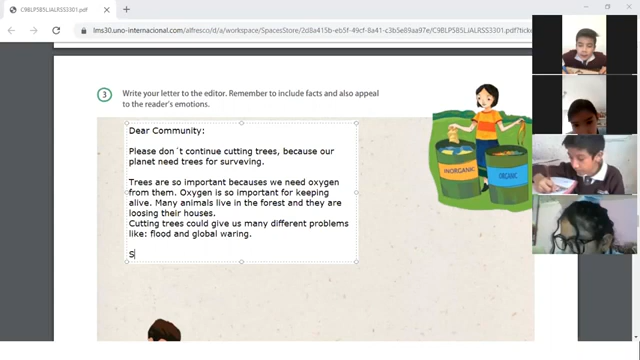 C9BLP5B5LJALRSS3301.pdf
lms30.uno-internacional.com/alfresco/d/a/workspace/SpacesStore/2d8a415b-eb5f-49cf-8a41-c3b5e89aa97e/C9BLP5B5LJALRSS3301.pdf?ticke
3 Write your letter to the editor. Remember to include facts and also appeal
to the reader's emotions.
Dear Community:
Please don´t continue cutting trees, because our
planet need trees for surveving.
Trees are so important becauses we need oxygen
from them. Oxygen is so important for keeping
alive. Many animals live in the forest and they are
loosing their houses.
Cutting trees could give us many different problems
like: flood and global waring.
S
INORGANIC
ORGANIC